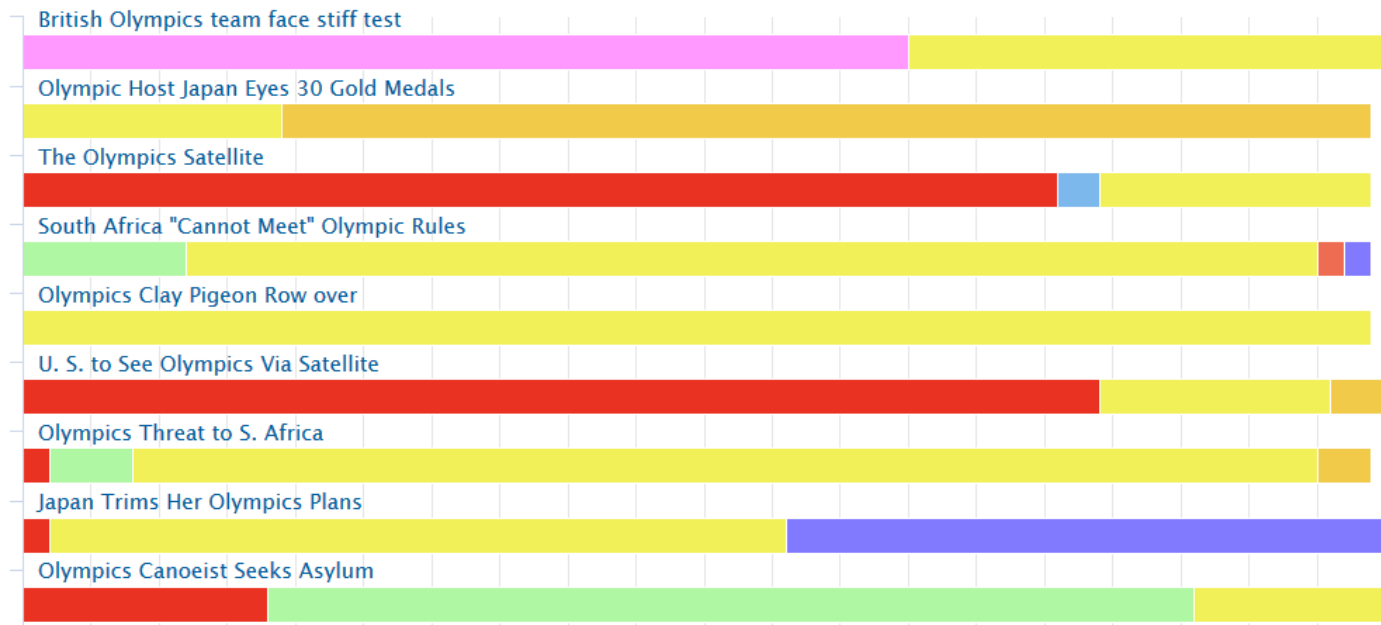 British Olympics team face stiff test
Olympic Host Japan Eyes 30 Gold Medals
The Olympics Satellite
South Africa "Cannot Meet" Olympic Rules
Olympics Clay Pigeon Row over
U. S. to See Olympics Via Satellite
Olympics Threat to S. Africa
Japan Trims Her Olympics Plans
Olympics Canoeist Seeks Asylum